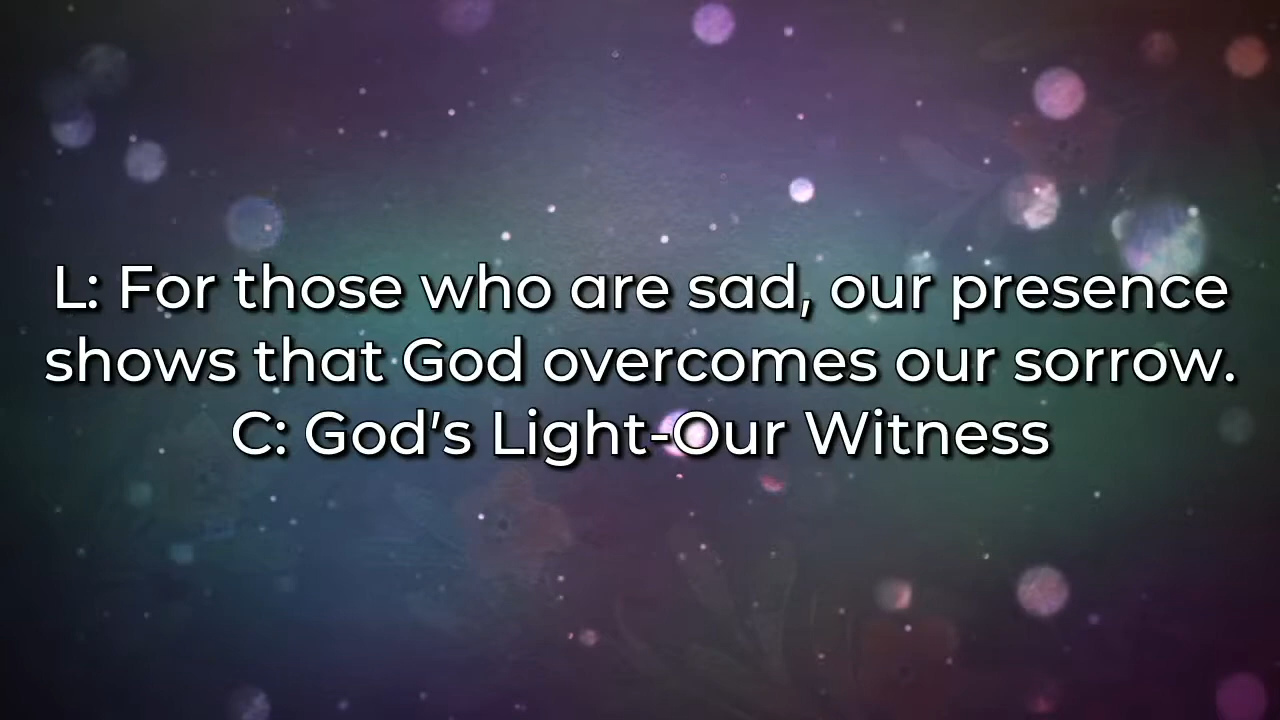 L: For those who are sad, our presence
shows that God overcomes our sorrow.
C: God's Light-Our Witness